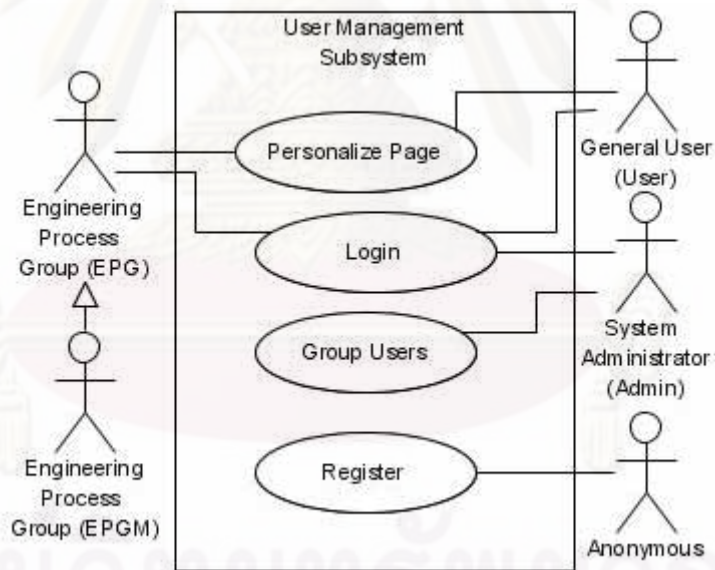 User Management
Subsystem
Personalize Page
Login
Group Users
Register
Engineering
Process
Group (EPG)
Engineering
Process
Group (EPGM)
General User
(User)
System
Administrator
(Admin)
Anonymous